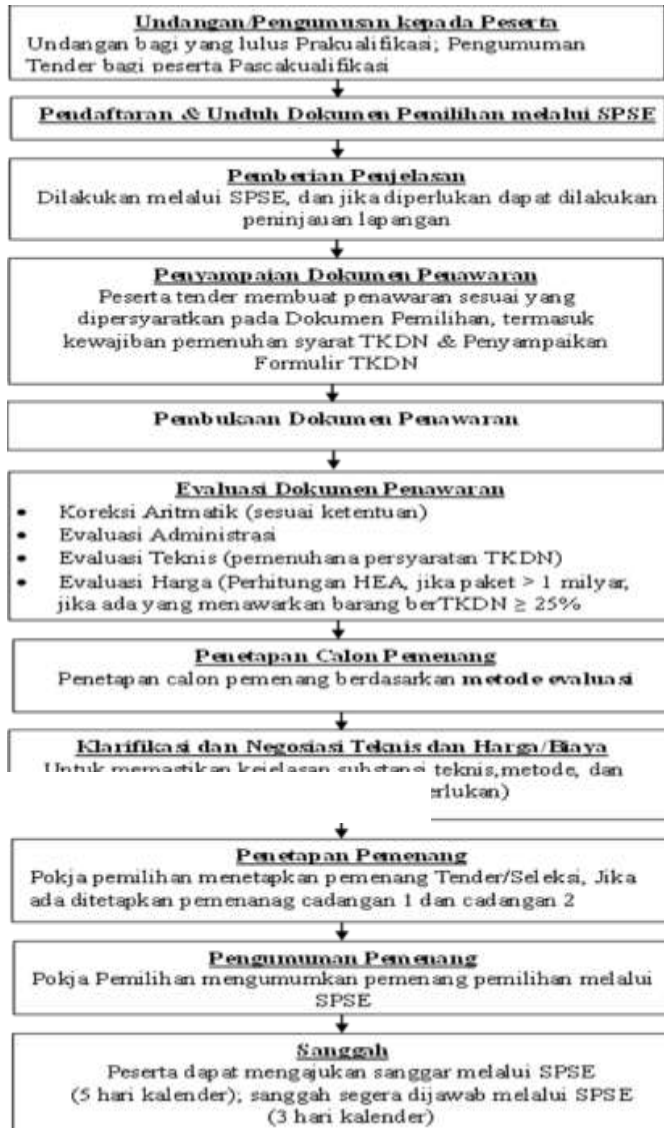 Undangan/Pengumusan kepada Peserta
Undangan bagi yang lulus Prakualifikasi; Pengumuman
Tender bagi peserta Pascakualifikasi
Pendaftaran & Unduh Dokumen Pemilihan melalui SPSE
Pemberian Penjelasan
Dilakukan melalui SPSE, dan jika diperlukan dapat dilakukan
peninjauan lapangan
Penyampaian Dokumen Penawaran
Peserta tender membuat penawaran sesuai yang
dipersyaratkan pada Dokumen Pemilihan, termasuk
kewajiban pemenuhan syarat TKDN & Penyampaikan
Formulir TKDN
Pembukaan Dokumen Penawaran
Evaluasi Dokumen Penawaran
• Koreksi Aritmatik (sesuai ketentuan)
• Evaluasi Administrasi
• Evaluasi Teknis (pemenuhana persyaratan TKDN)
• Evaluasi Harga (Perhitungan HEA, jika paket > 1 milyar,
jika ada yang menawarkan barang berTKDN ≥ 25%
Penetapan Calon Pemenang
Penetapan calon pemenang berdasarkan metode evaluasi
Klarifikasi dan Negosiasi Teknis dan Harga/Biaya
Untuk memastikan kejelasan substansi teknis,metode, dan
erlukan)
Penetapan Pemenang
Pokja pemilihan menetapkan pemenang Tender/Seleksi, Jika
ada ditetapkan pemenanag cadangan 1 dan cadangan 2
Pengumuman Pemenang
Pokja Pemilihan mengumumkan pemenang pemilihan melalui
SPSE
Sanggah
Peserta dapat mengajukan sanggar melalui SPSE
(5 hari kalender); sanggah segera dijawab melalui SPSE
(3 hari kalender)